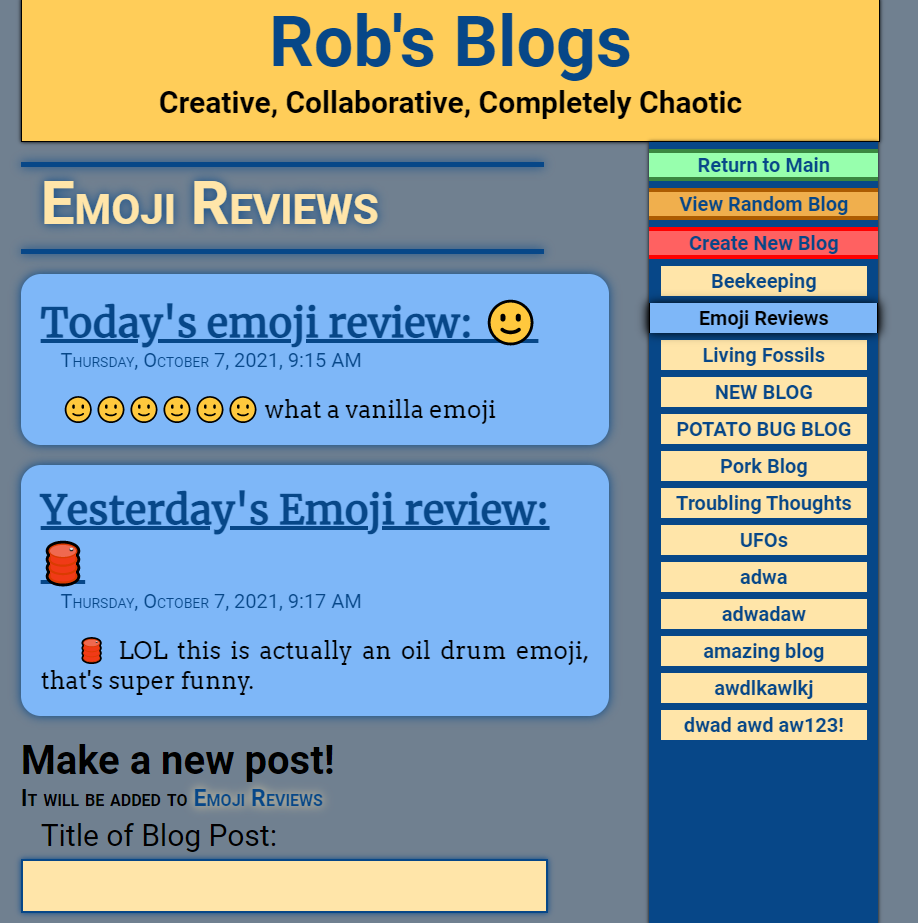 Rob's Blogs
Creative, Collaborative, Completely Chaotic
Emoji Reviews
Today's emoji review: 🙂
Thursday, October 7, 2021, 9:15 AM
🙂🙂🙂🙂🙂🙂 what a vanilla emoji
Yesterday's Emoji review:
🛢️
Thursday, October 7, 2021, 9:17 AM
🛢️ LOL this is actually an oil drum emoji,
that's super funny.
Make a new post!
It will be added to Emoji Reviews
Title of Blog Post:
Return to Main
View Random Blog
Create New Blog
Beekeeping
Emoji Reviews
Living Fossils
NEW BLOG
POTATO BUG BLOG
Pork Blog
Troubling Thoughts
UFOs
adwa
adwadaw
amazing blog
awdlkawlkj
dwad awd aw123!